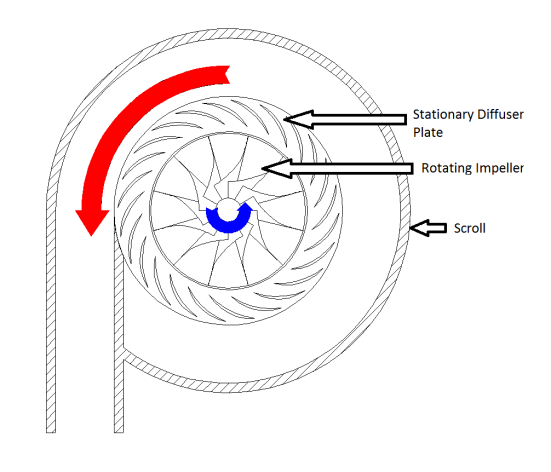 Stationary Diffuser
Plate
Rotating Impeller
Scroll